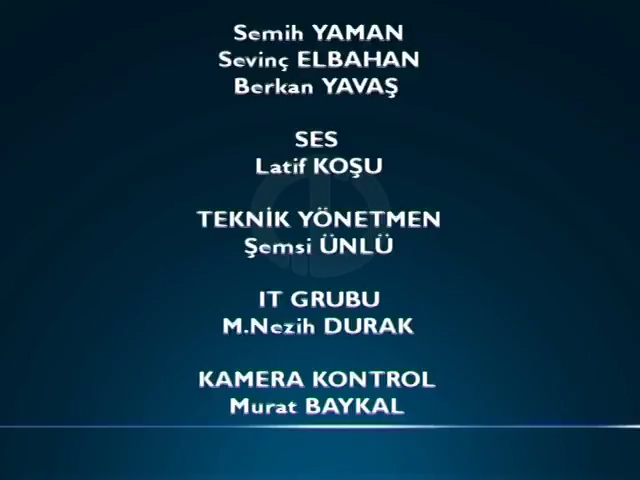 Semih YAMAN
Sevinç ELBAHAN
Berkan YAVAŞ
SES
Latif KOŞU
TEKNİK YÖNETMEN
Şemsi ÜNLÜ
IT GRUBU
M.Nezih DURAK
KAMERA KONTROL
Murat BAYKAL